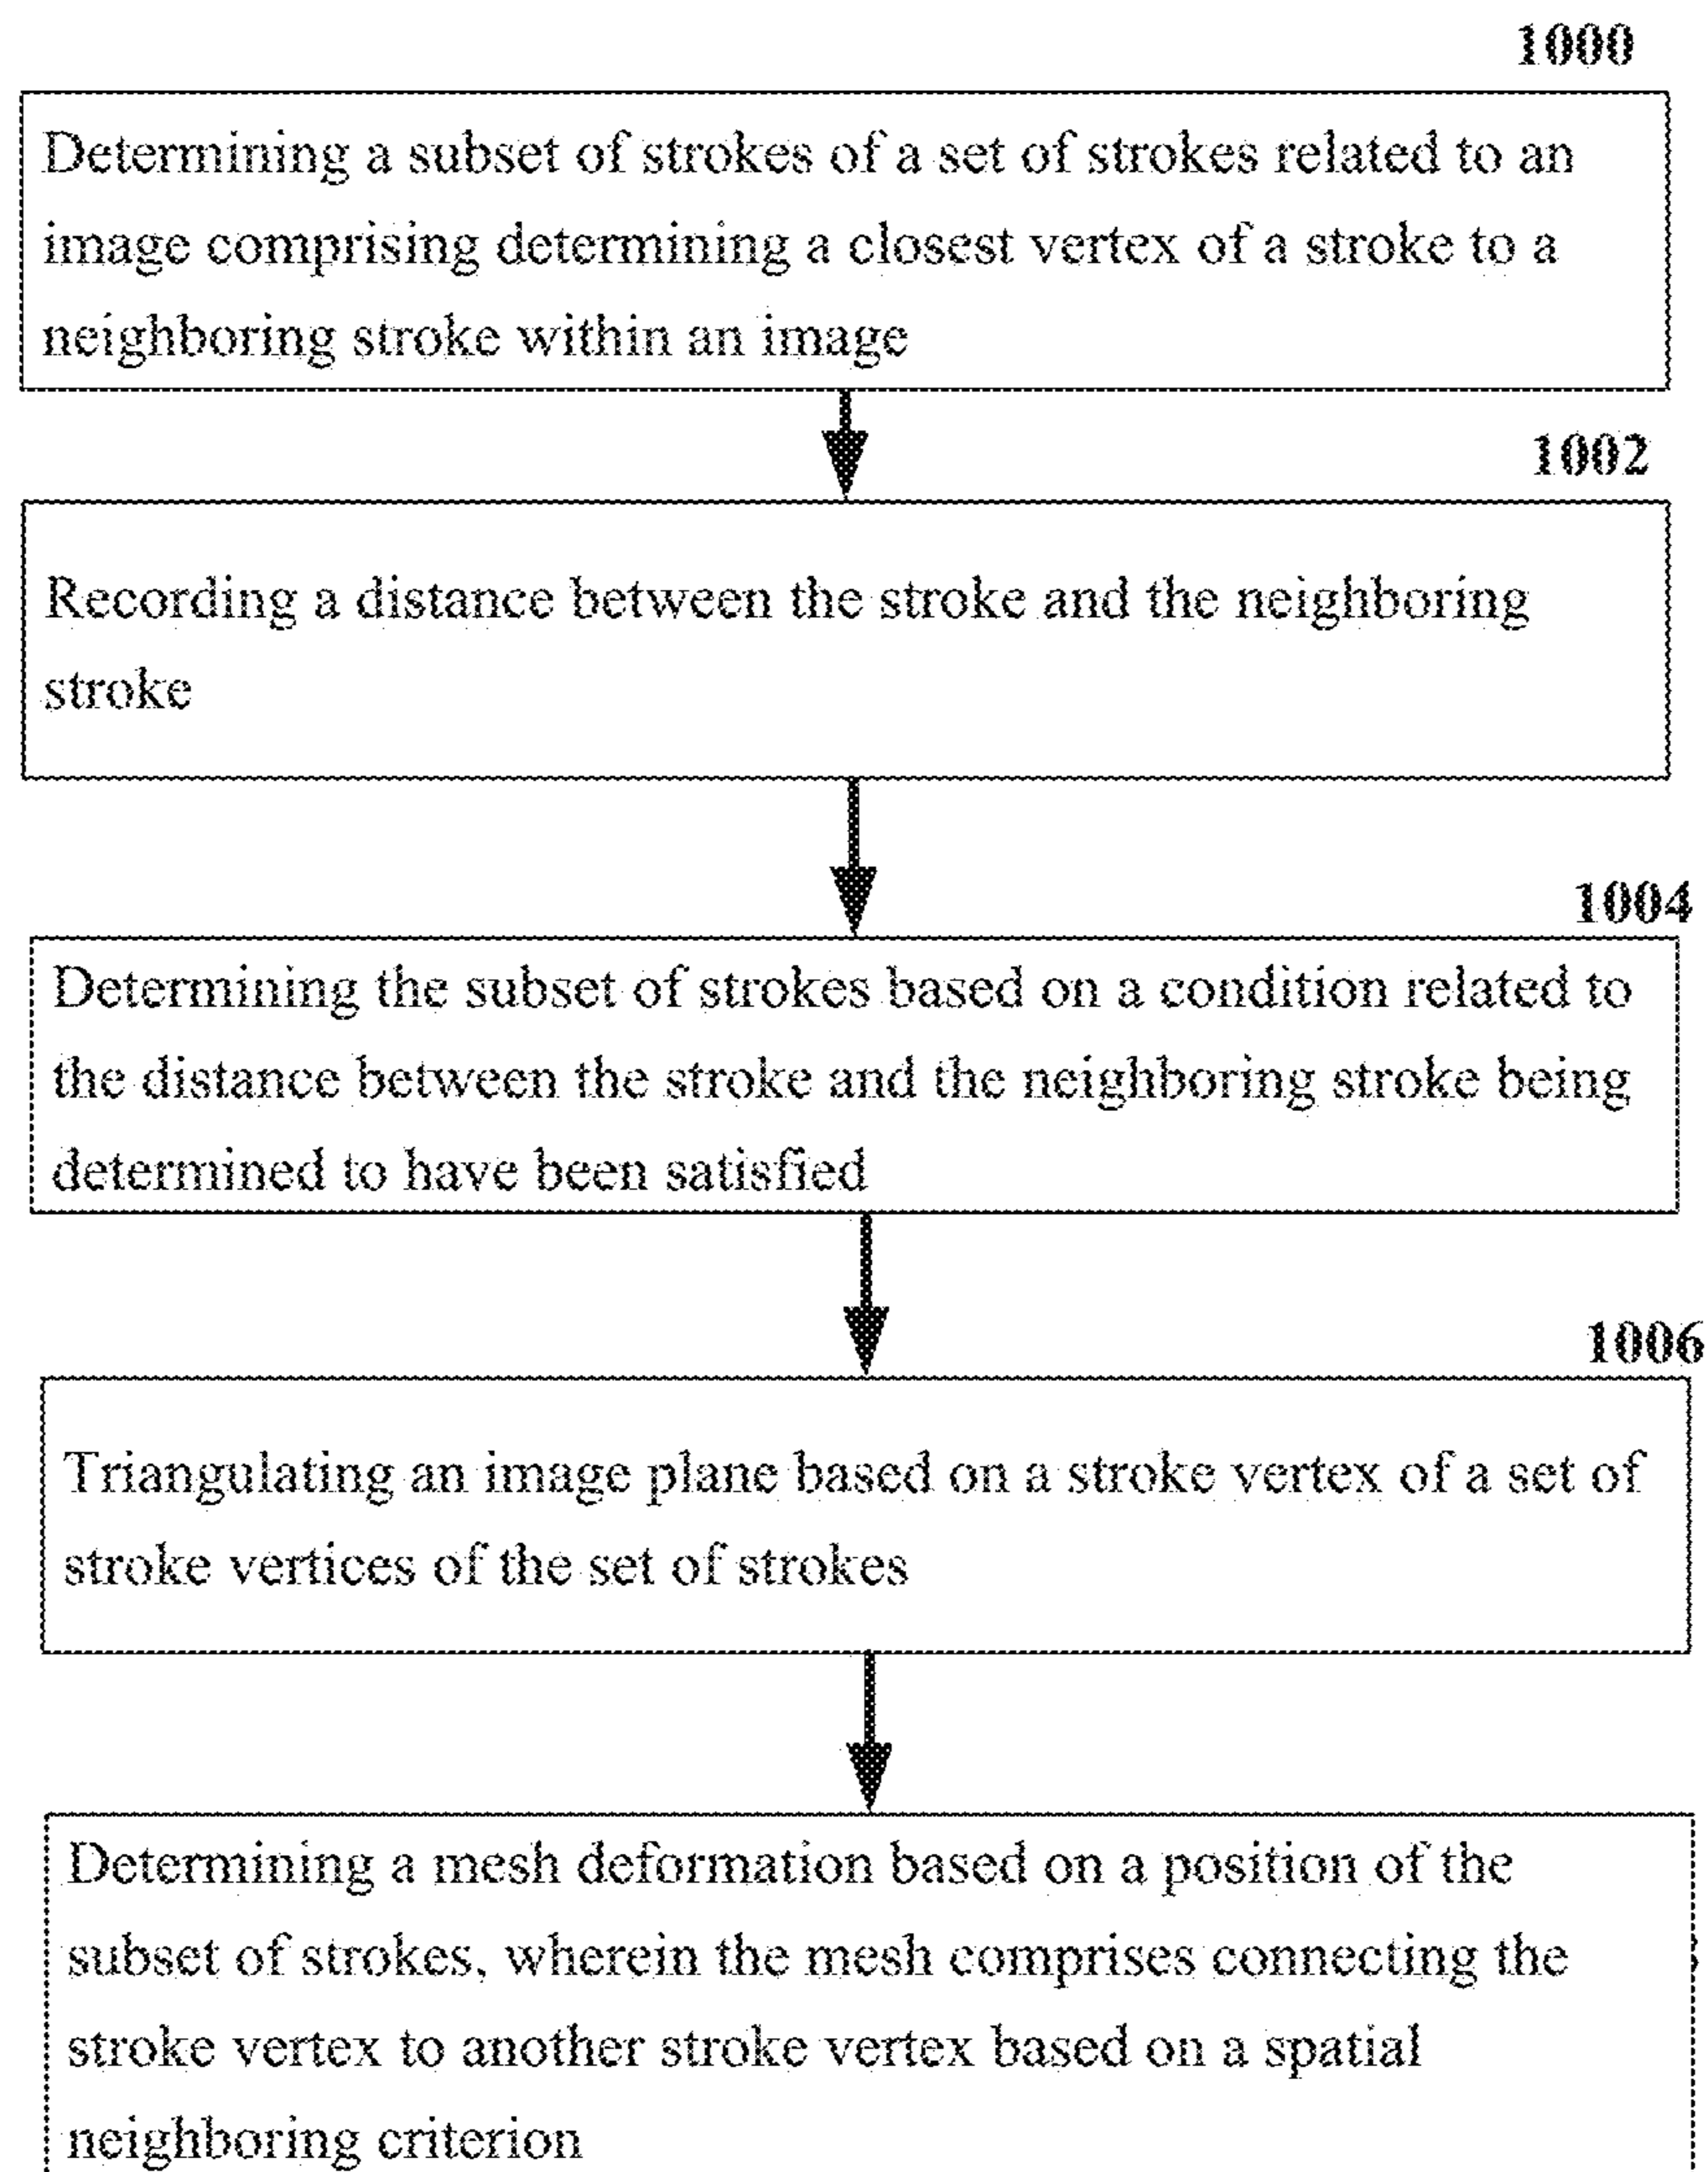 1000
Determining a subset of strokes of a set of strokes related to an
image comprising determining a closest vertex of a stroke to a
neighboring stroke within an image
1002
Recording a distance between the stroke and the neighboring
stroke
1004
Determining the subset of strokes based on a condition related to
the distance between the stroke and the neighboring stroke being
determined to have been satisfied
1006
Triangulating an image plane based on a stroke vertex of a set of
stroke vertices of the set of strokes
Determining a mesh deformation based on a position of the
subset of strokes, wherein the mesh comprises connecting the
stroke vertex to another stroke vertex based on a spatial
neighboring criterion